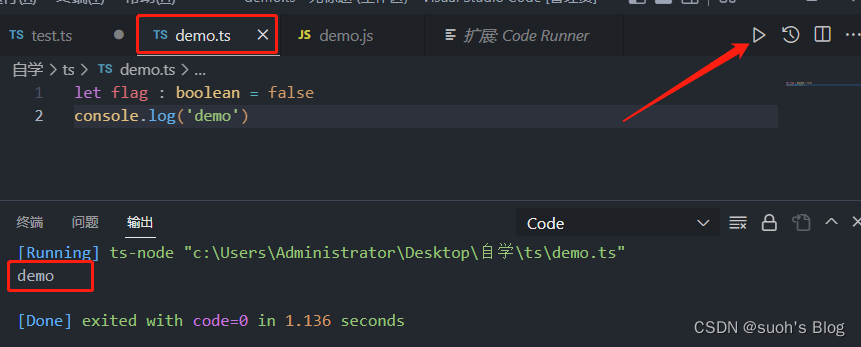 TS test.ts
TS demo.ts
JS demo.js
扩展: Code Runner
自学 > ts > TS demo.ts > ...
1 let flag : boolean = false
2 console.log('demo')
终端 问题 输出 Code
[Running] ts-node "c:\Users\Administrator\Desktop\自学\ts\demo.ts"
demo
[Done] exited with code=0 in 1.136 seconds
CSDN @suoh's Blog